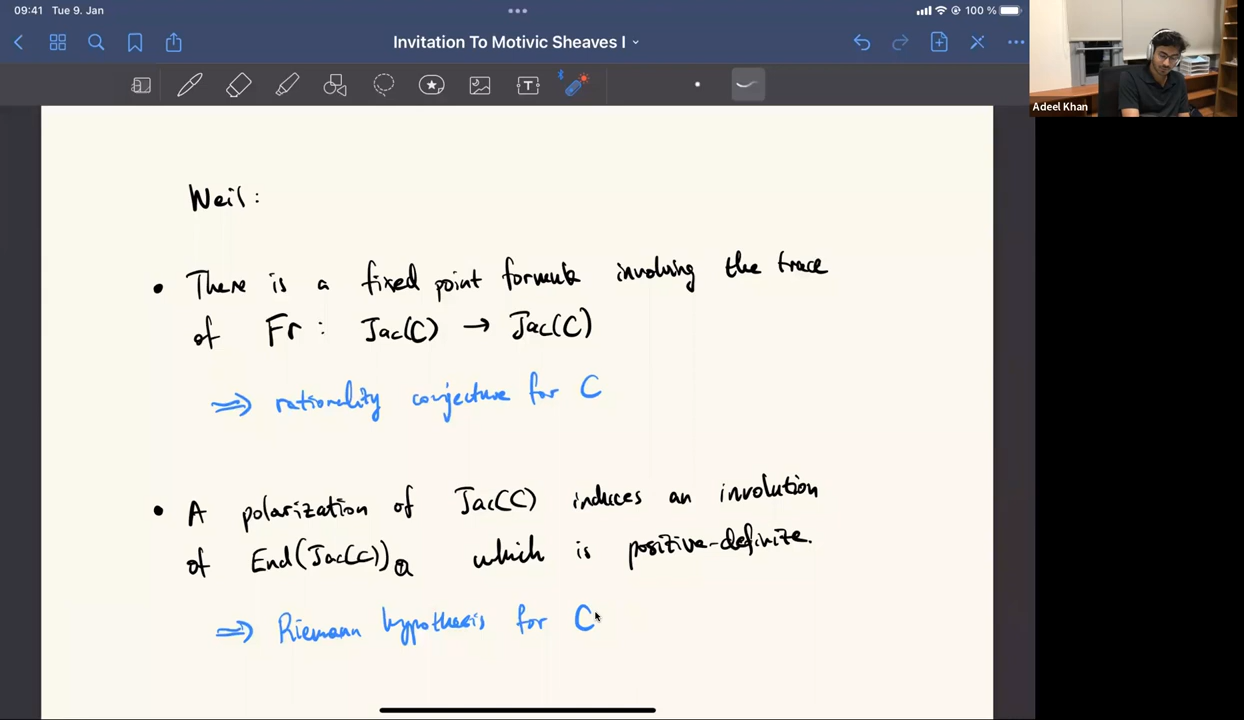 09:41 Tue 9. Jan
100 %
Invitation To Motivic Sheaves I
Adeel Khan
Weil:
• There is a fixed point formula involving the trace
of Fr: Jac(C) → Jac(C)
⟹ rationality conjecture for C
• A polarization of Jac(C) induces an involution
of End(Jac(C))_ℚ which is positive-definite.
⟹ Riemann hypothesis for C